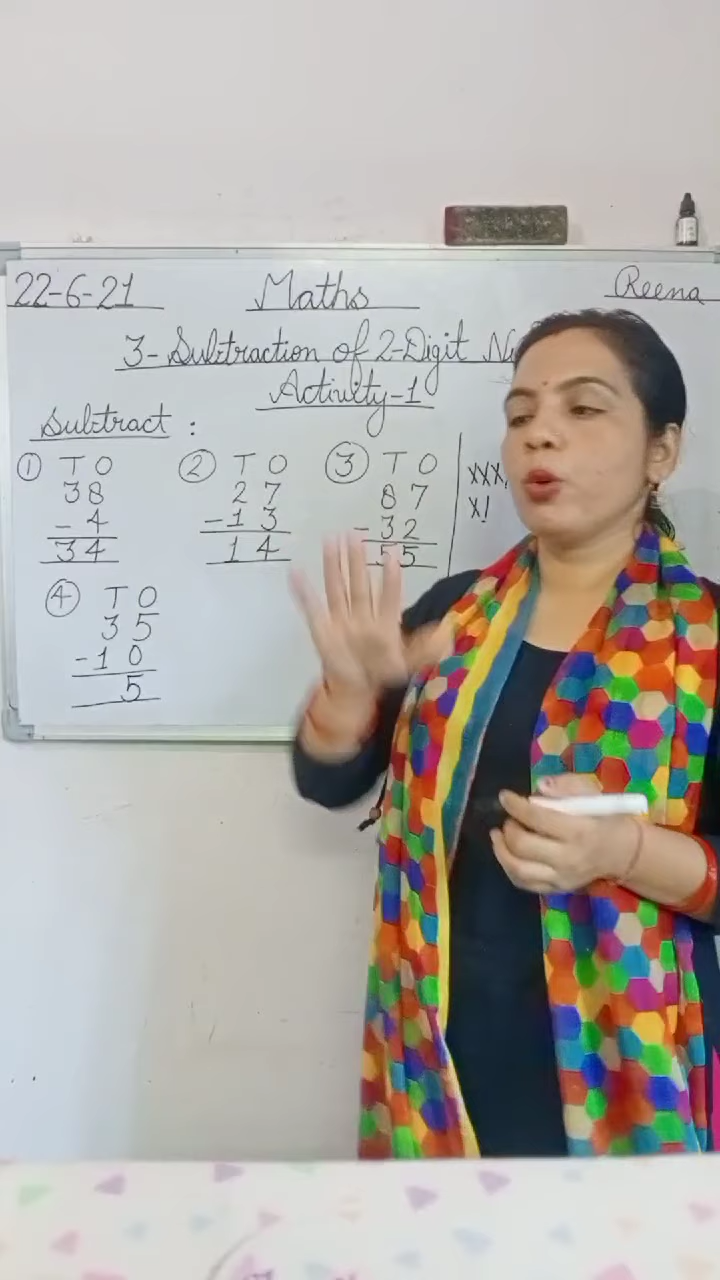 22-6-21 Maths Reena
3- Subtraction of 2-Digit
Activity-1
Subtract :
① T O ② T O ③ T O
38 27 87 XXX
- 4 -13 -32 X!
34 14 55
④ T O
35
-10
5